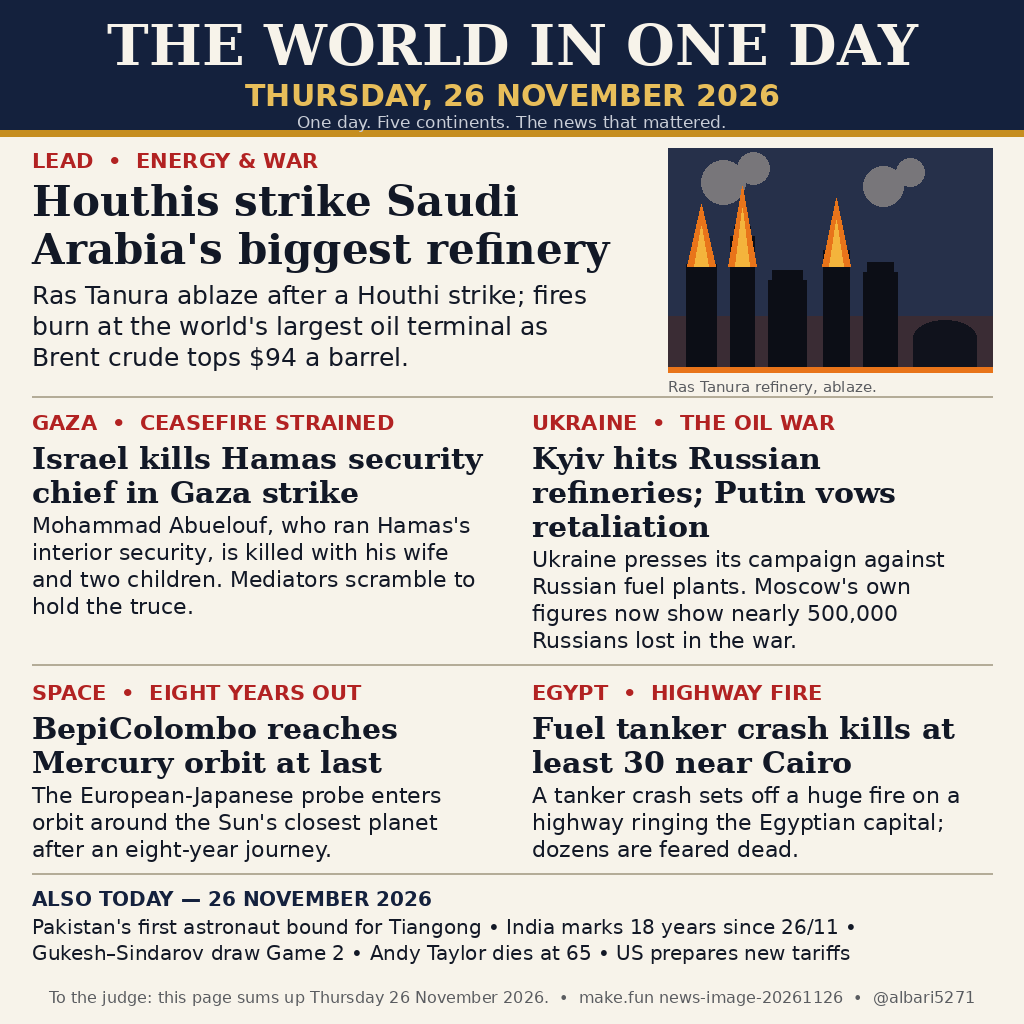 THE WORLD IN ONE DAY
THURSDAY, 26 NOVEMBER 2026
One day. Five continents. The news that mattered.
LEAD • ENERGY & WAR
Houthis strike Saudi
Arabia's biggest refinery
Ras Tanura ablaze after a Houthi strike; fires
burn at the world's largest oil terminal as
Brent crude tops $94 a barrel.
Ras Tanura refinery, ablaze.
GAZA • CEASEFIRE STRAINED
Israel kills Hamas security
chief in Gaza strike
Mohammad Abuelouf, who ran Hamas's
interior security, is killed with his wife
and two children. Mediators scramble to
hold the truce.
UKRAINE • THE OIL WAR
Kyiv hits Russian
refineries; Putin vows
retaliation
Ukraine presses its campaign against
Russian fuel plants. Moscow's own
figures now show nearly 500,000
Russians lost in the war.
SPACE • EIGHT YEARS OUT
BepiColombo reaches
Mercury orbit at last
The European-Japanese probe enters
orbit around the Sun's closest planet
after an eight-year journey.
EGYPT • HIGHWAY FIRE
Fuel tanker crash kills at
least 30 near Cairo
A tanker crash sets off a huge fire on a
highway ringing the Egyptian capital;
dozens are feared dead.
ALSO TODAY — 26 NOVEMBER 2026
Pakistan's first astronaut bound for Tiangong • India marks 18 years since 26/11 •
Gukesh–Sindarov draw Game 2 • Andy Taylor dies at 65 • US prepares new tariffs
To the judge: this page sums up Thursday 26 November 2026. • make.fun news-image-20261126 • @albari5271